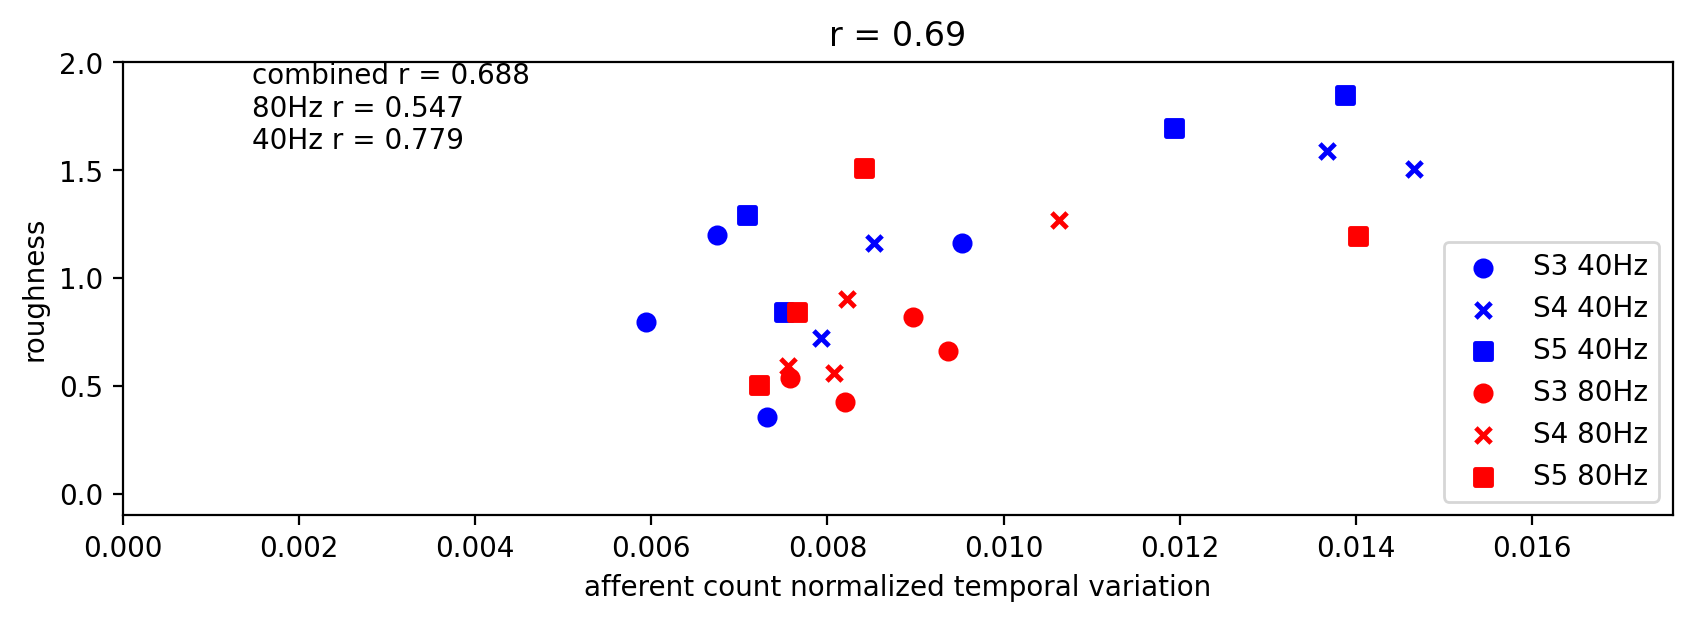 r = 0.69
combined r = 0.688
80Hz r = 0.547
40Hz r = 0.779
2.0
1.5
1.0
0.5
0.0
roughness
S3 40Hz
S4 40Hz
S5 40Hz
S3 80Hz
S4 80Hz
S5 80Hz
0.000 0.002 0.004 0.006 0.008 0.010 0.012 0.014 0.016
afferent count normalized temporal variation